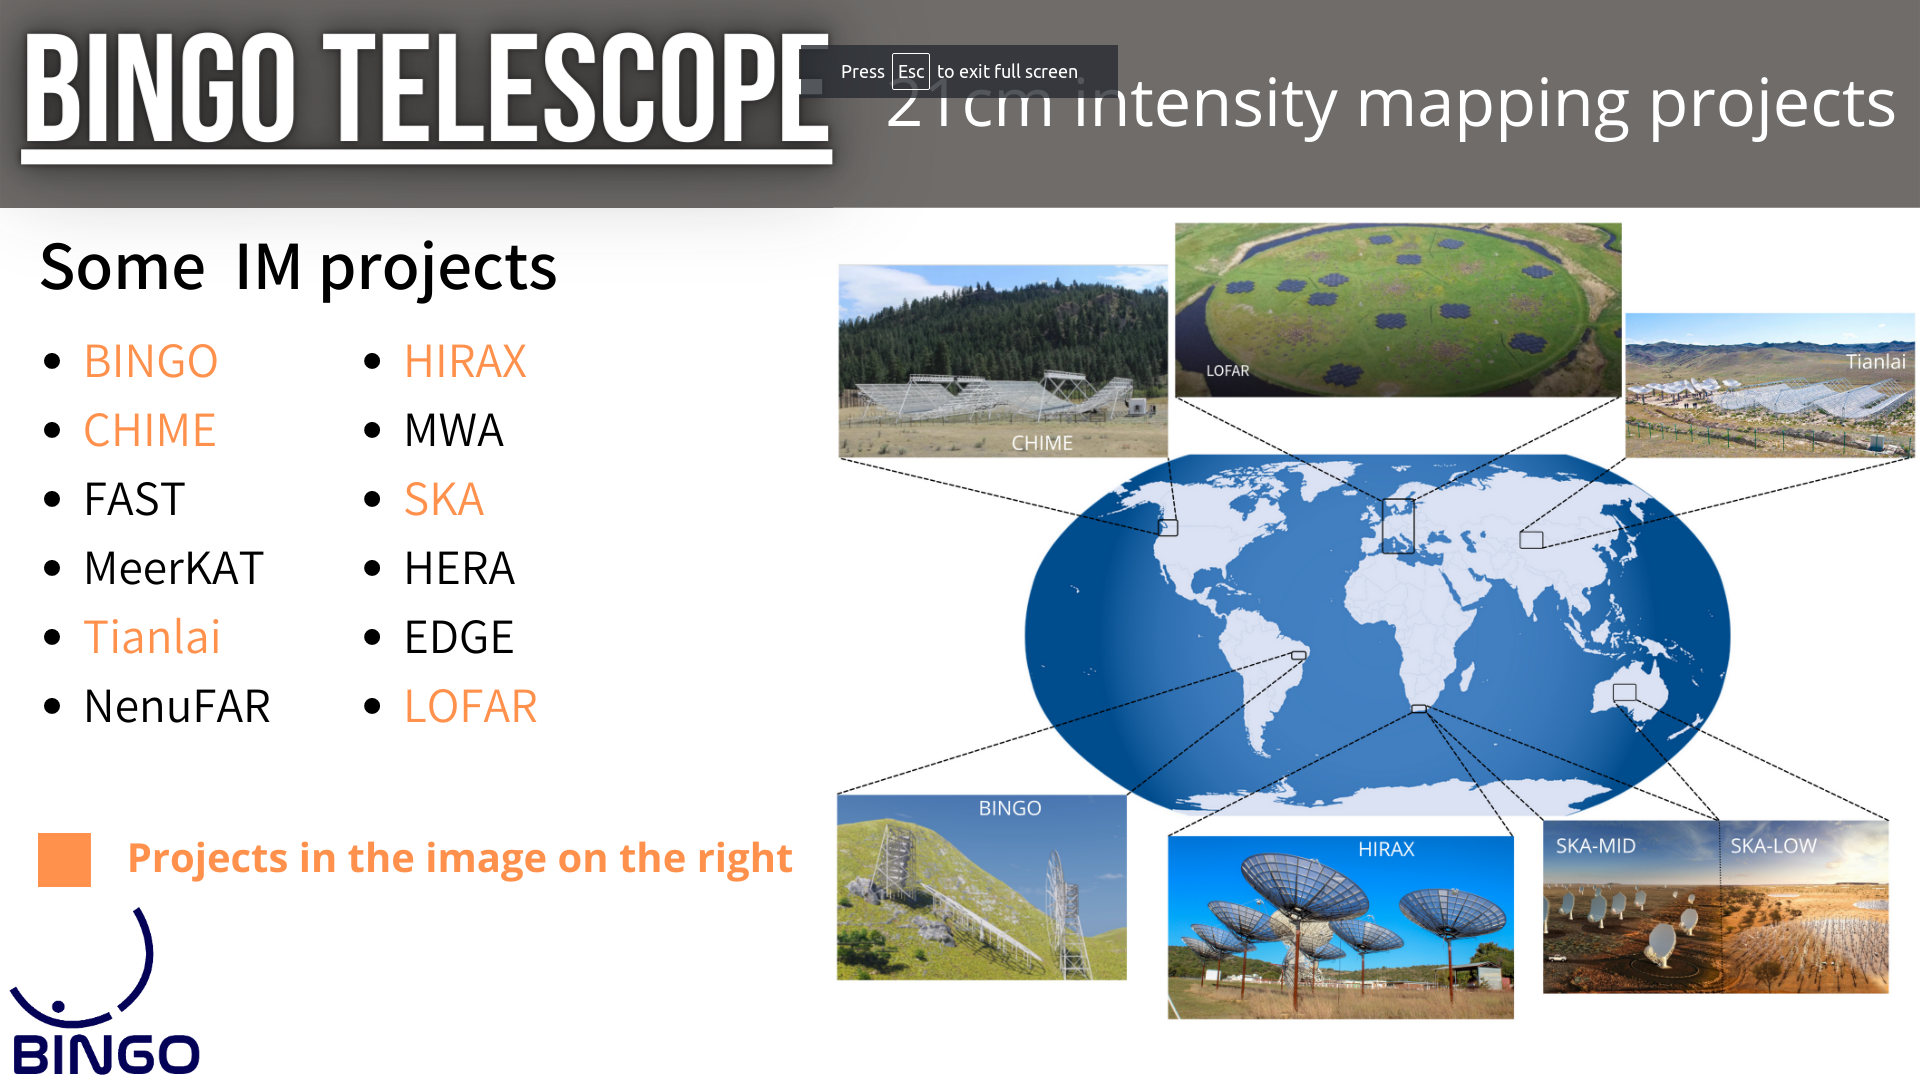 BINGO TELESCOPE
Press Esc to exit full screen
21cm intensity mapping projects
Some IM projects
BINGO
CHIME
FAST
MeerKAT
Tianlai
NenuFAR
HIRAX
MWA
SKA
HERA
EDGE
LOFAR
Projects in the image on the right
BINGO
CHIME
LOFAR
Tianlai
BINGO
HIRAX
SKA-MID
SKA-LOW